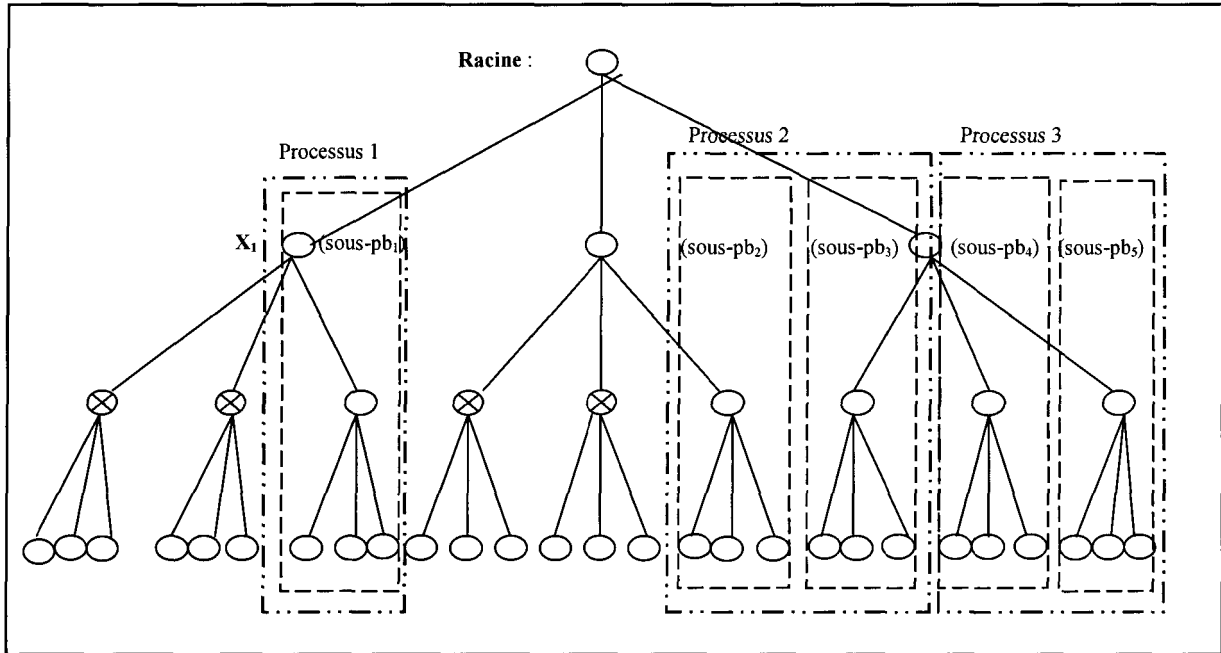 Racine :
Processus 1
Processus 2
Processus 3
X₁
(sous-pb₁)
(sous-pb₂)
(sous-pb₃)
(sous-pb₄)
(sous-pb₅)